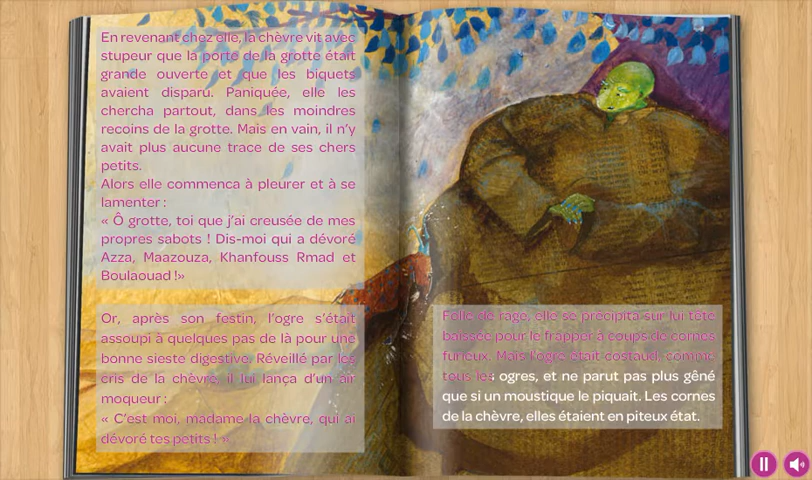 En revenant chez elle, la chèvre vit avec
stupeur que la porte de la grotte était
grande ouverte et que les biquets
avaient disparu. Paniquée, elle les
chercha partout, dans les moindres
recoins de la grotte. Mais en vain, il n'y
avait plus aucune trace de ses chers
petits.
Alors elle commenca à pleurer et à se
lamenter :
« Ô grotte, toi que j'ai creusée de mes
propres sabots ! Dis-moi qui a dévoré
Azza, Maazouza, Khanfouss Rmad et
Boulaouad !»
Or, après son festin, l'ogre s'était
assoupi à quelques pas de là pour une
bonne sieste digestive. Réveillé par les
cris de la chèvre, il lui lança d'un air
moqueur :
« C'est moi, madame la chèvre, qui ai
dévoré tes petits ! »
Folle de rage, elle se précipita sur lui tête
baissée pour le frapper à coups de cornes
furieux. Mais l'ogre était costaud, comme
tous les ogres, et ne parut pas plus gêné
que si un moustique le piquait. Les cornes
de la chèvre, elles étaient en piteux état.